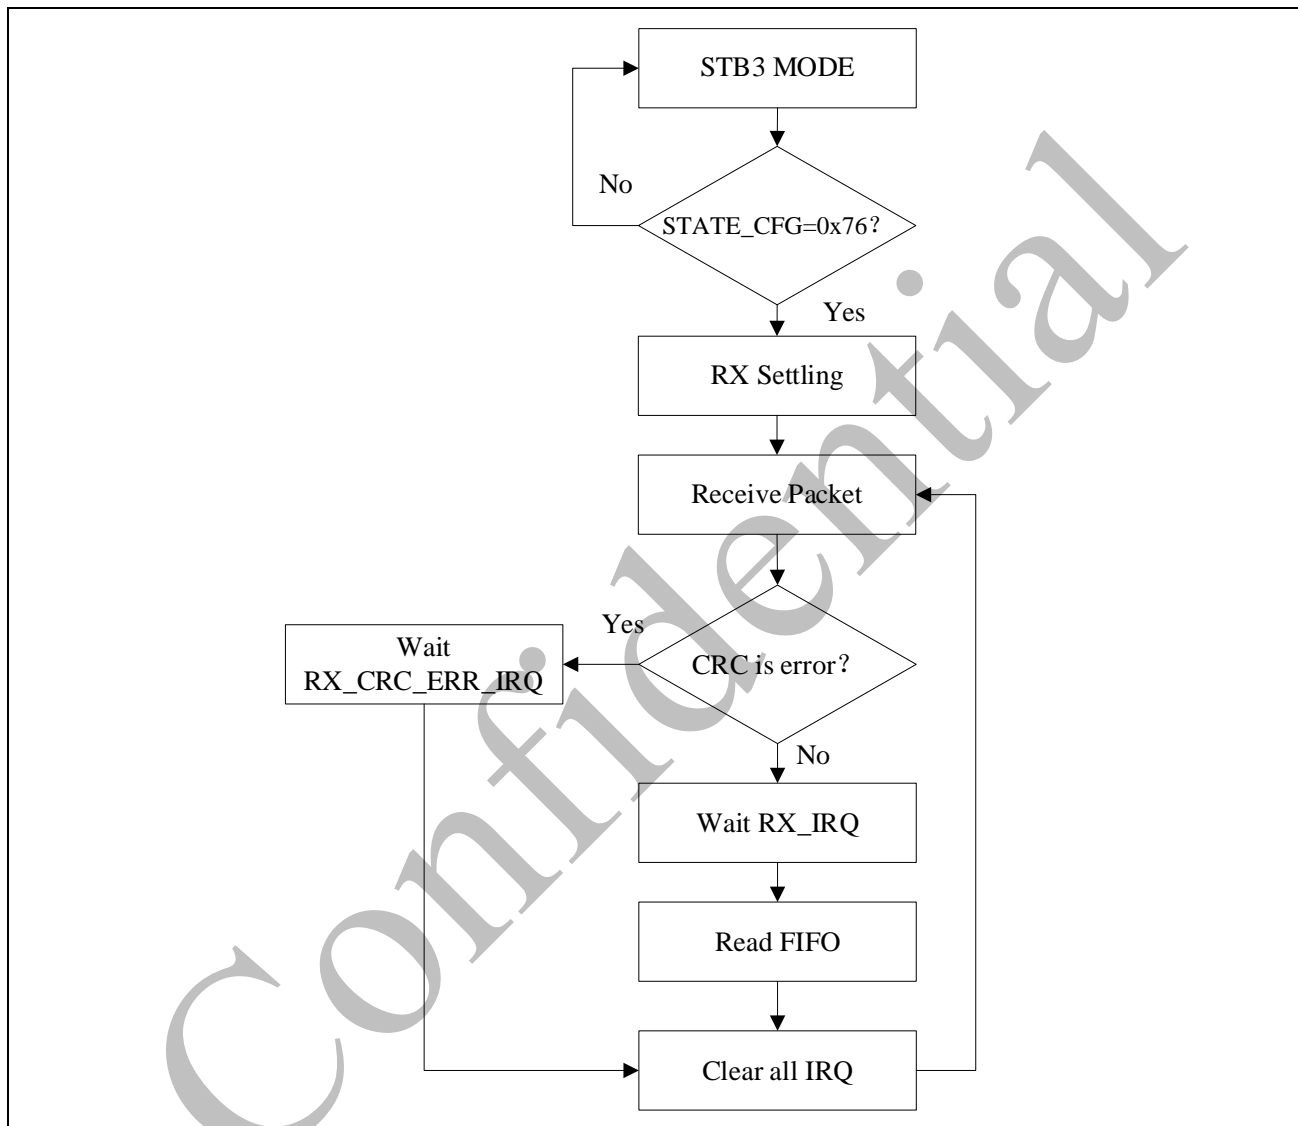 STB3 MODE
No
STATE_CFG=0x76？
Yes
RX Settling
Receive Packet
Yes
Wait
RX_CRC_ERR_IRQ
CRC is error？
No
Wait RX_IRQ
Read FIFO
Clear all IRQ
Confidential